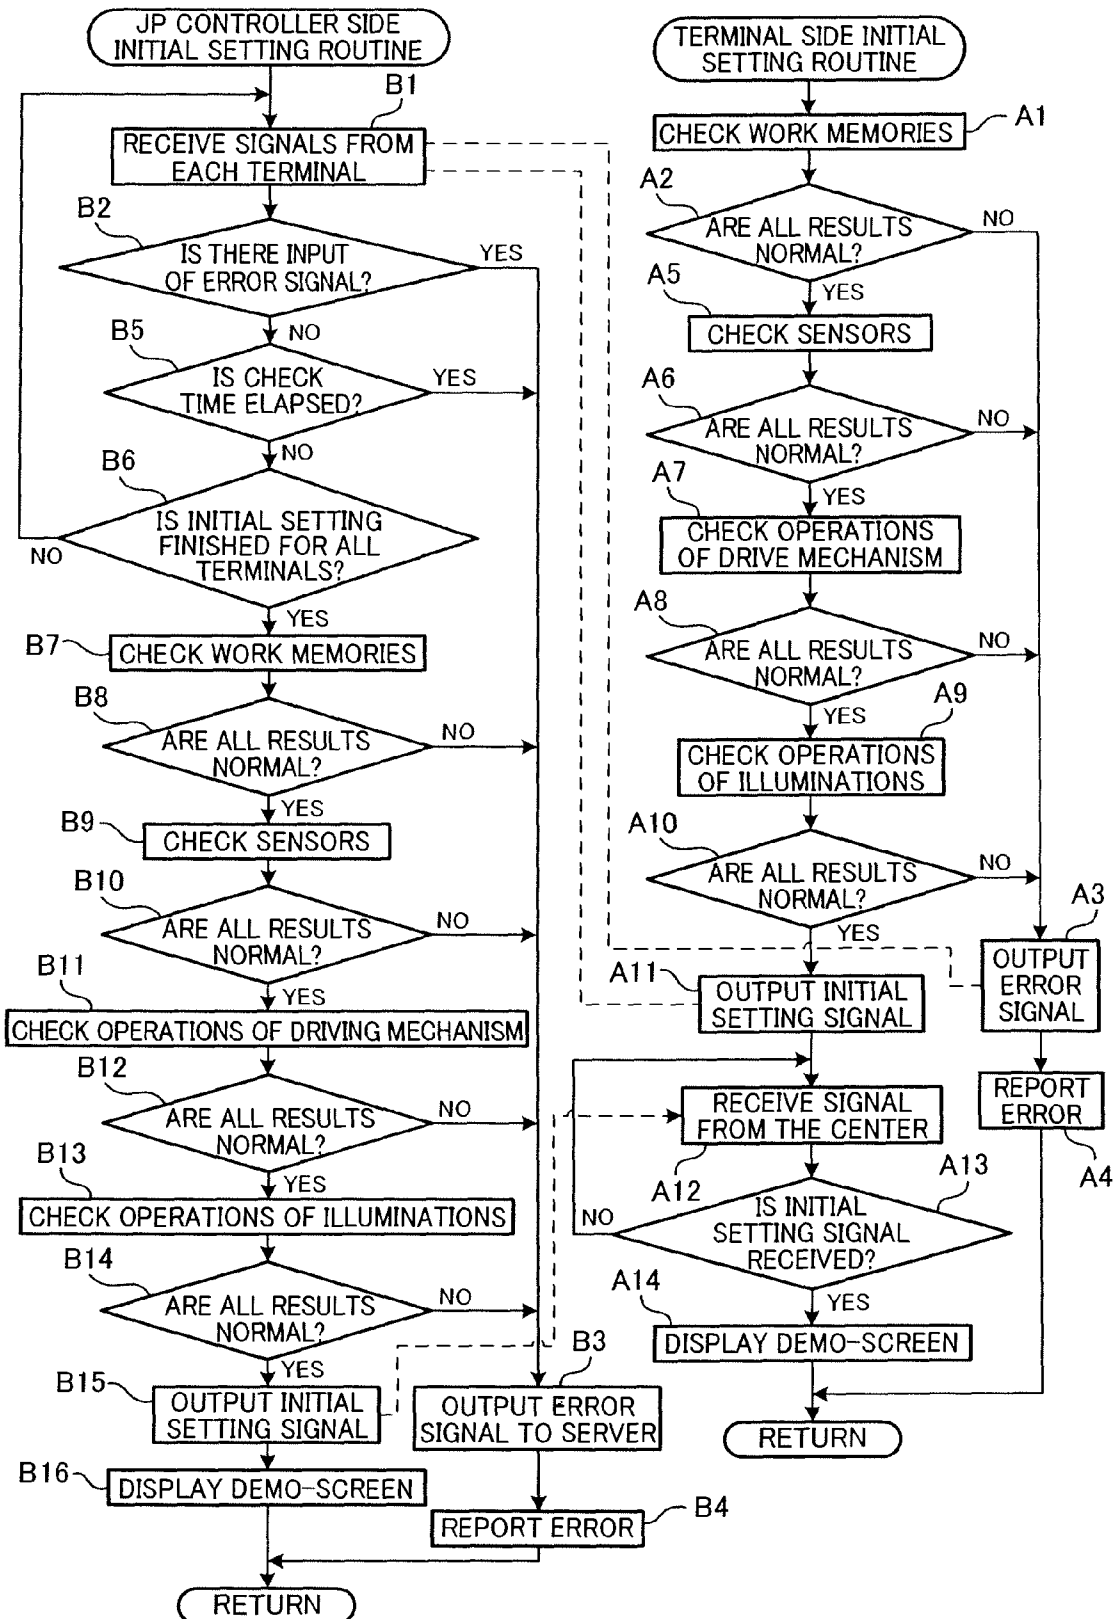 JP CONTROLLER SIDE
INITIAL SETTING ROUTINE
B1
RECEIVE SIGNALS FROM
EACH TERMINAL
B2
IS THERE INPUT
OF ERROR SIGNAL?
YES
NO
B5
IS CHECK
TIME ELAPSED?
YES
NO
B6
IS INITIAL SETTING
FINISHED FOR ALL
TERMINALS?
NO
YES
B7
CHECK WORK MEMORIES
B8
ARE ALL RESULTS
NORMAL?
NO
YES
B9
CHECK SENSORS
B10
ARE ALL RESULTS
NORMAL?
NO
YES
B11
CHECK OPERATIONS OF DRIVING MECHANISM
B12
ARE ALL RESULTS
NORMAL?
NO
YES
B13
CHECK OPERATIONS OF ILLUMINATIONS
B14
ARE ALL RESULTS
NORMAL?
NO
YES
B15
OUTPUT INITIAL
SETTING SIGNAL
B16
DISPLAY DEMO-SCREEN
B3
OUTPUT ERROR
SIGNAL TO SERVER
B4
REPORT ERROR
RETURN
TERMINAL SIDE INITIAL
SETTING ROUTINE
A1
CHECK WORK MEMORIES
A2
ARE ALL RESULTS
NORMAL?
NO
YES
A5
CHECK SENSORS
A6
ARE ALL RESULTS
NORMAL?
NO
YES
A7
CHECK OPERATIONS
OF DRIVE MECHANISM
A8
ARE ALL RESULTS
NORMAL?
NO
YES
A9
CHECK OPERATIONS
OF ILLUMINATIONS
A10
ARE ALL RESULTS
NORMAL?
NO
YES
A3
OUTPUT
ERROR
SIGNAL
A11
OUTPUT INITIAL
SETTING SIGNAL
REPORT
ERROR
A4
RECEIVE SIGNAL
FROM THE CENTER
A12
A13
IS INITIAL
SETTING SIGNAL
RECEIVED?
NO
YES
A14
DISPLAY DEMO-SCREEN
RETURN